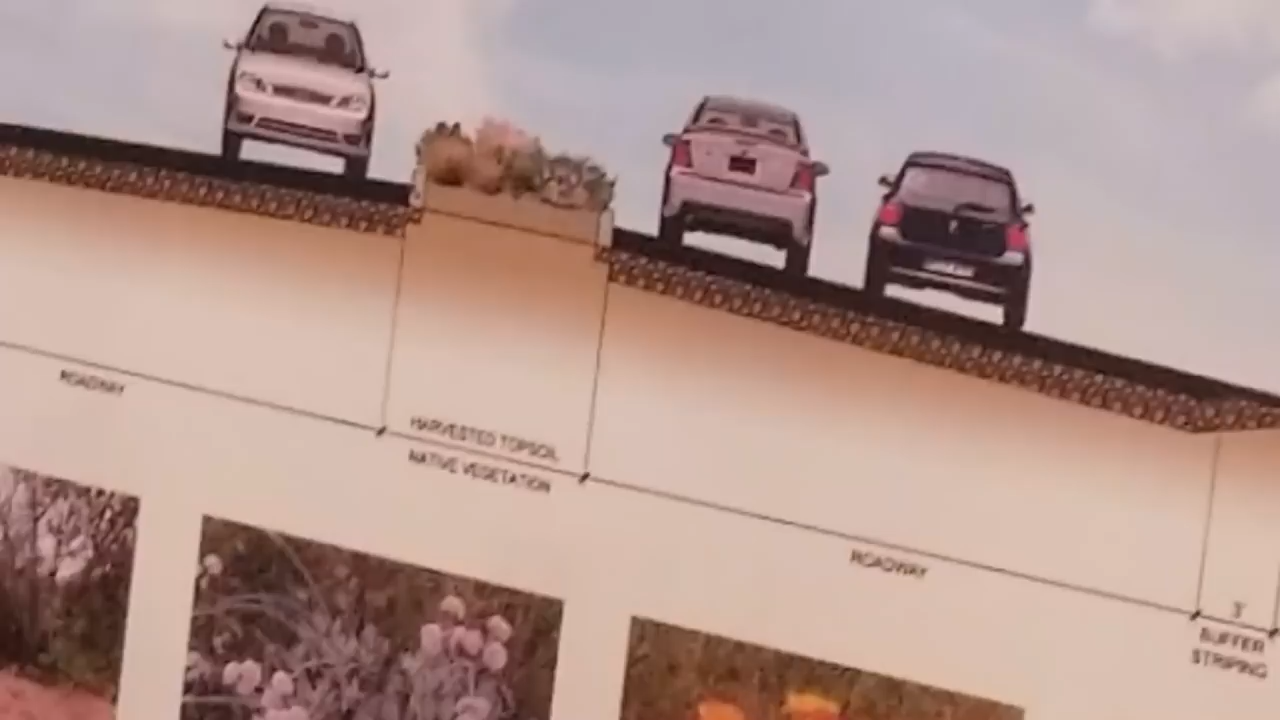 ROADWAY
HARVESTED TOPSOIL
NATIVE VEGETATION
ROADWAY
3'
BUFFER
STRIPING